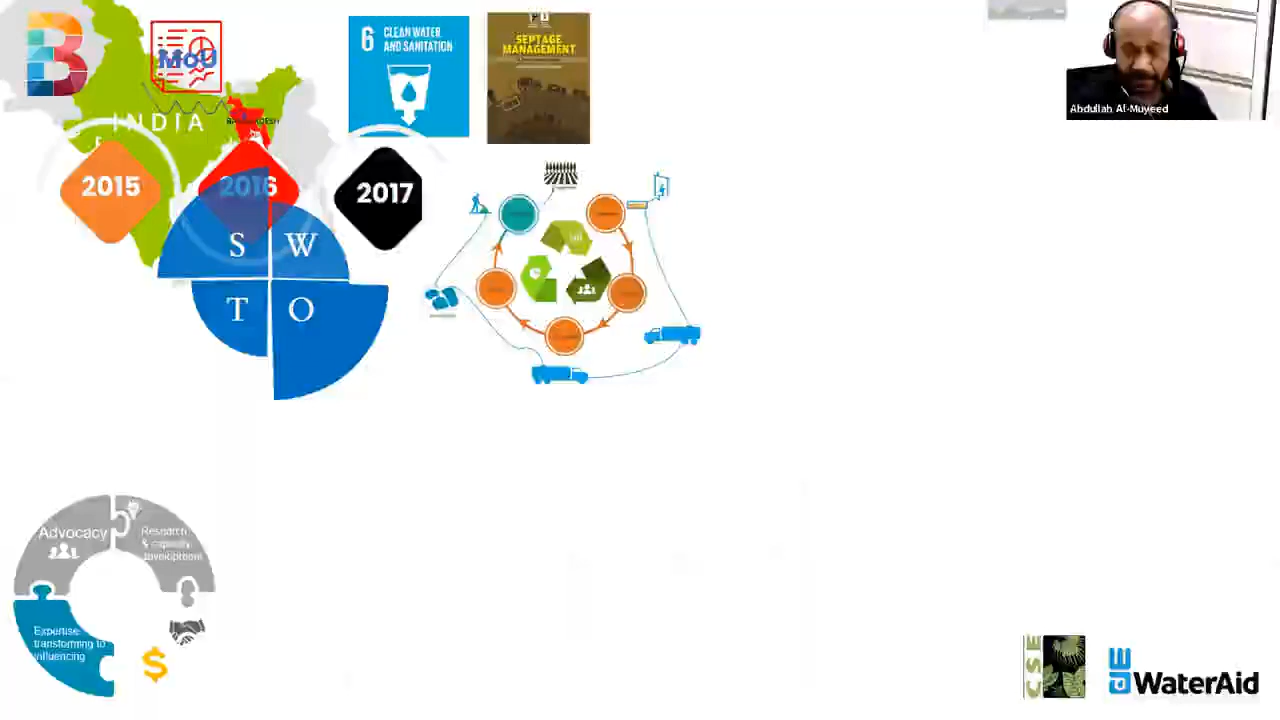 B
MoU
INDIA
BANGLADESH
6 CLEAN WATER
AND SANITATION
SEPTAGE
MANAGEMENT
Abdullah Al-Muyeed
2015
2016
2017
S W
T O
Advocacy
Research
& capacity
development
Expertise
transforming to
influencing
$
CSE
WaterAid